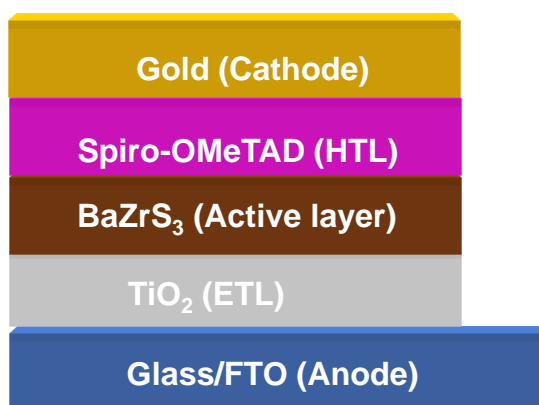 Gold (Cathode)
Spiro-OMeTAD (HTL)
BaZrS₃ (Active layer)
TiO₂ (ETL)
Glass/FTO (Anode)